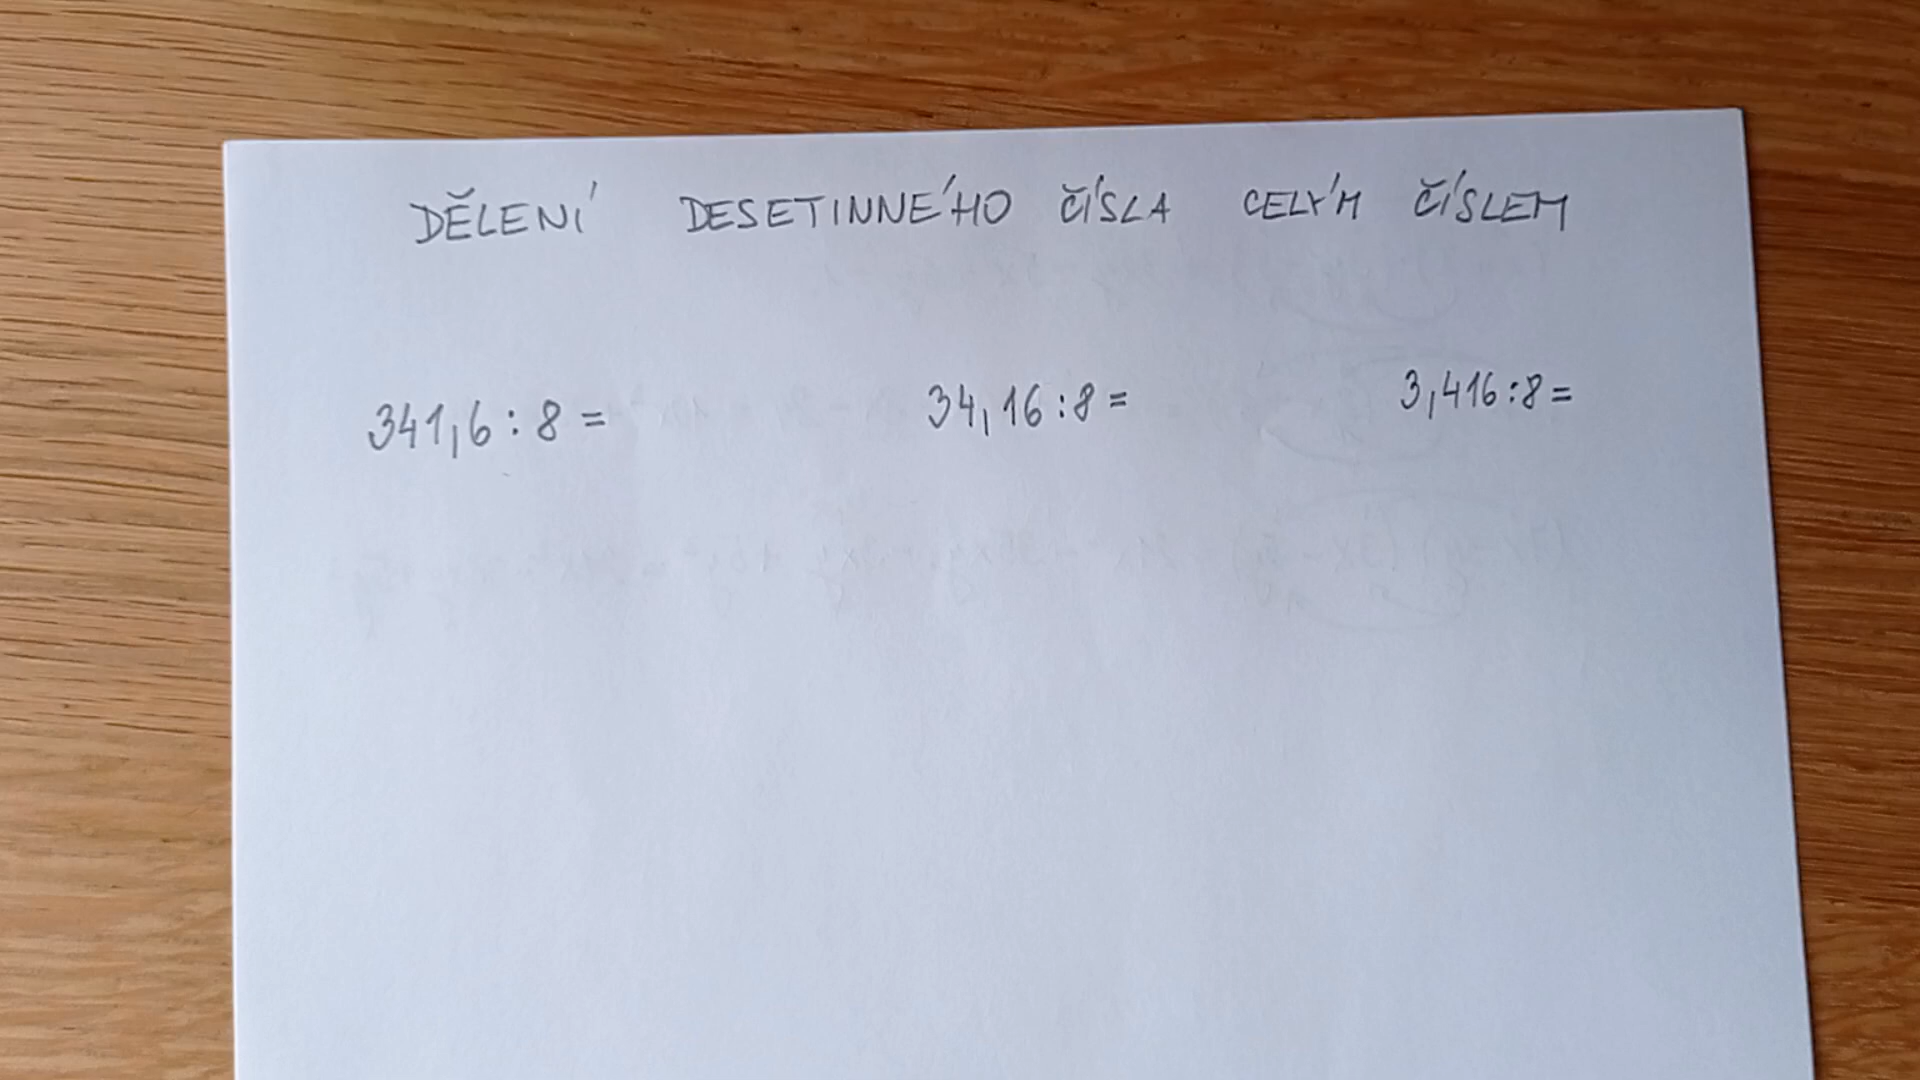 DĚLENÍ DESETINNÉHO ČÍSLA CELÝM ČÍSLEM
341,6 : 8 = 34,16 : 8 = 3,416 : 8 =